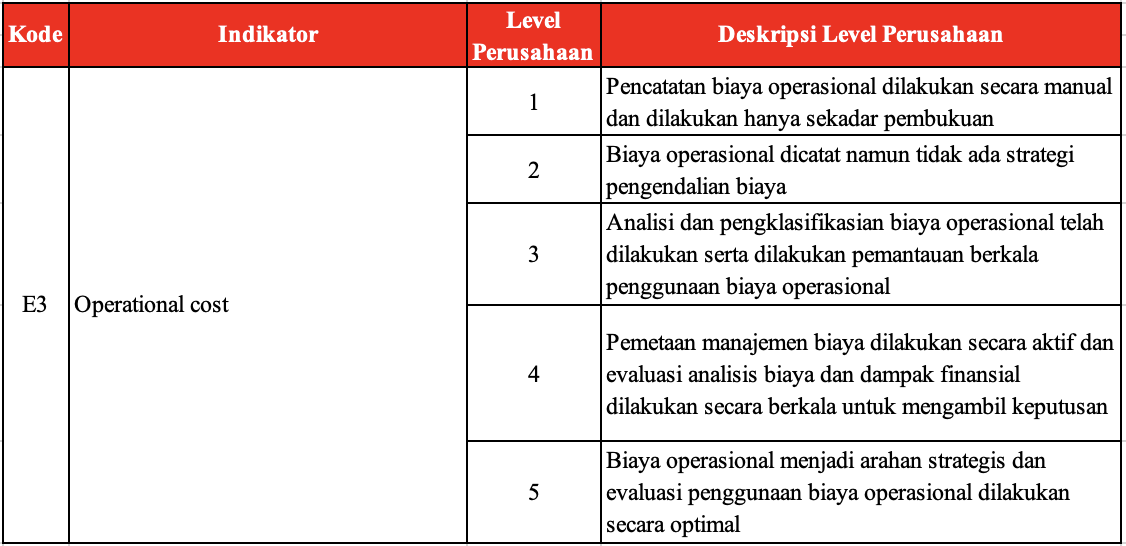 Kode Indikator Level Perusahaan Deskripsi Level Perusahaan
E3 Operational cost
1 Pencatatan biaya operasional dilakukan secara manual
dan dilakukan hanya sekadar pembukuan
2 Biaya operasional dicatat namun tidak ada strategi
pengendalian biaya
3 Analisi dan pengklasifikasian biaya operasional telah
dilakukan serta dilakukan pemantauan berkala
penggunaan biaya operasional
4 Pemetaan manajemen biaya dilakukan secara aktif dan
evaluasi analisis biaya dan dampak finansial
dilakukan secara berkala untuk mengambil keputusan
5 Biaya operasional menjadi arahan strategis dan
evaluasi penggunaan biaya operasional dilakukan
secara optimal